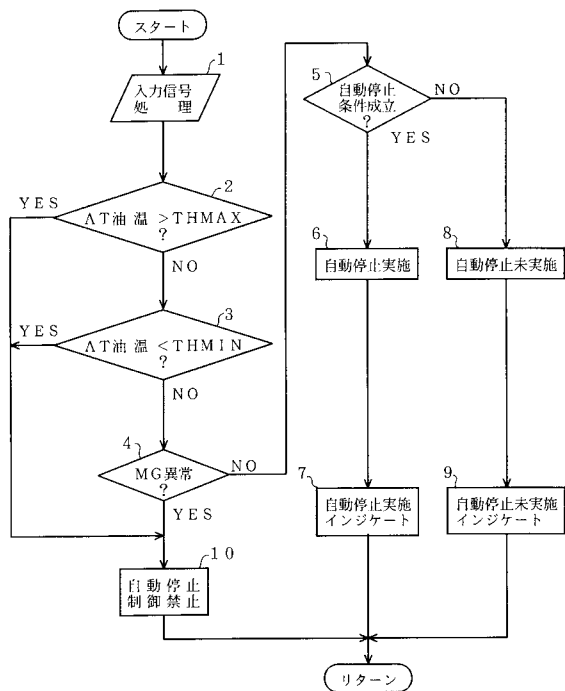 スタート
1
入力信号
処 理
2
YES
AT油温>THMAX
?
NO
3
YES
AT油温<THMIN
?
NO
4
MG異常
?
NO
YES
10
自動停止
制御禁止
5
自動停止
条件成立
?
NO
YES
6
自動停止実施
8
自動停止未実施
7
自動停止実施
インジケート
9
自動停止未実施
インジケート
リターン